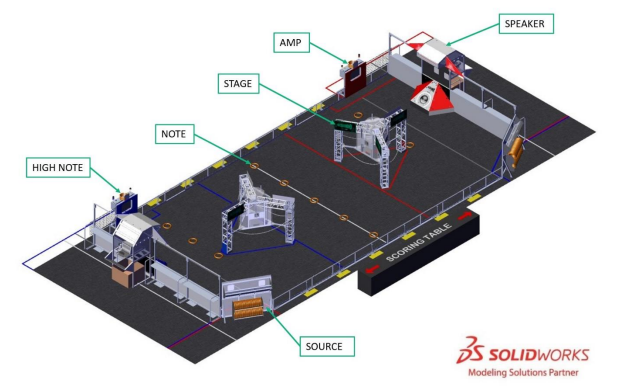 SPEAKER
AMP
STAGE
NOTE
HIGH NOTE
SCORING TABLE
SOURCE
SOLIDWORKS
Modeling Solutions Partner